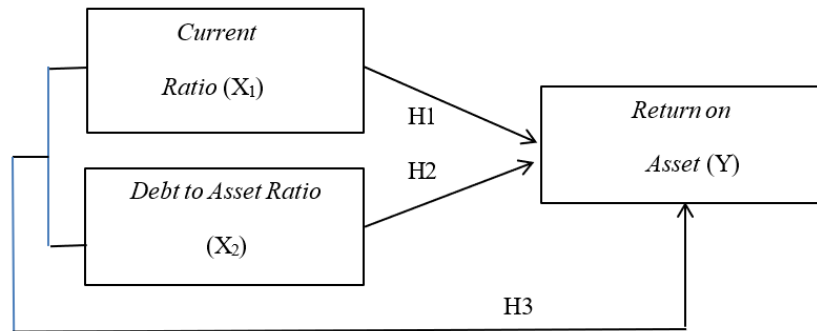 Current
Ratio (X₁)
H1
Return on
Asset (Y)
H2
Debt to Asset Ratio
(X₂)
H3